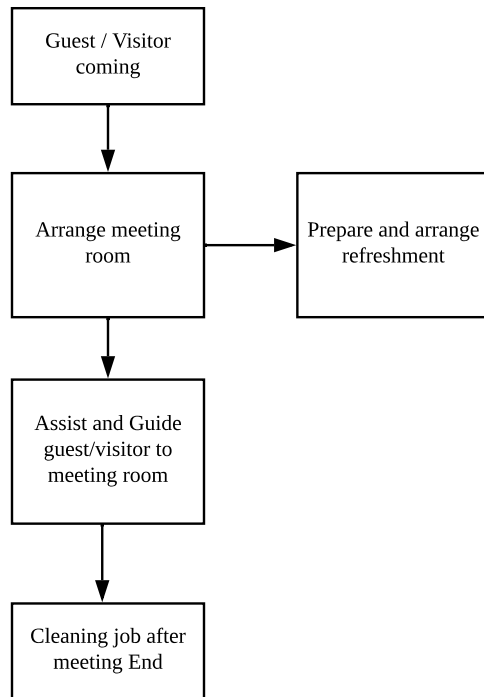 Guest / Visitor
coming
Arrange meeting
room
Prepare and arrange
refreshment
Assist and Guide
guest/visitor to
meeting room
Cleaning job after
meeting End